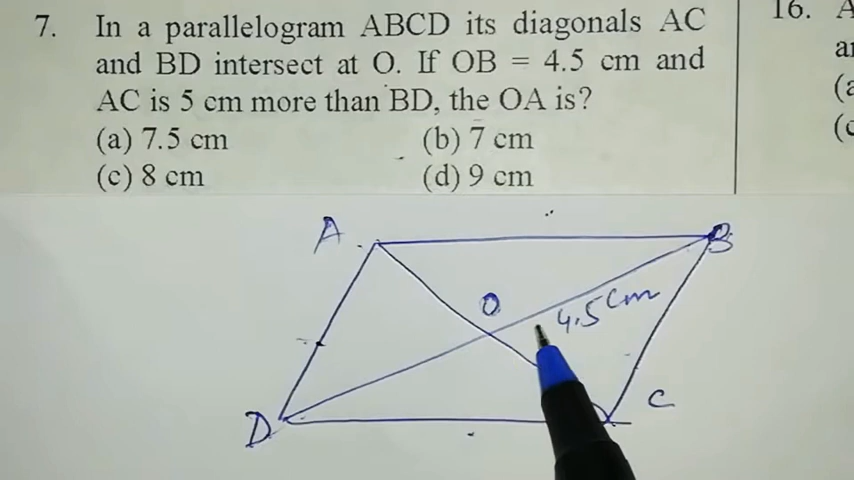 7. In a parallelogram ABCD its diagonals AC
and BD intersect at O. If OB = 4.5 cm and
AC is 5 cm more than BD, the OA is?
(a) 7.5 cm (b) 7 cm
(c) 8 cm (d) 9 cm
16. A
a
(a
(c
A
B
O
4.5 cm
D
C